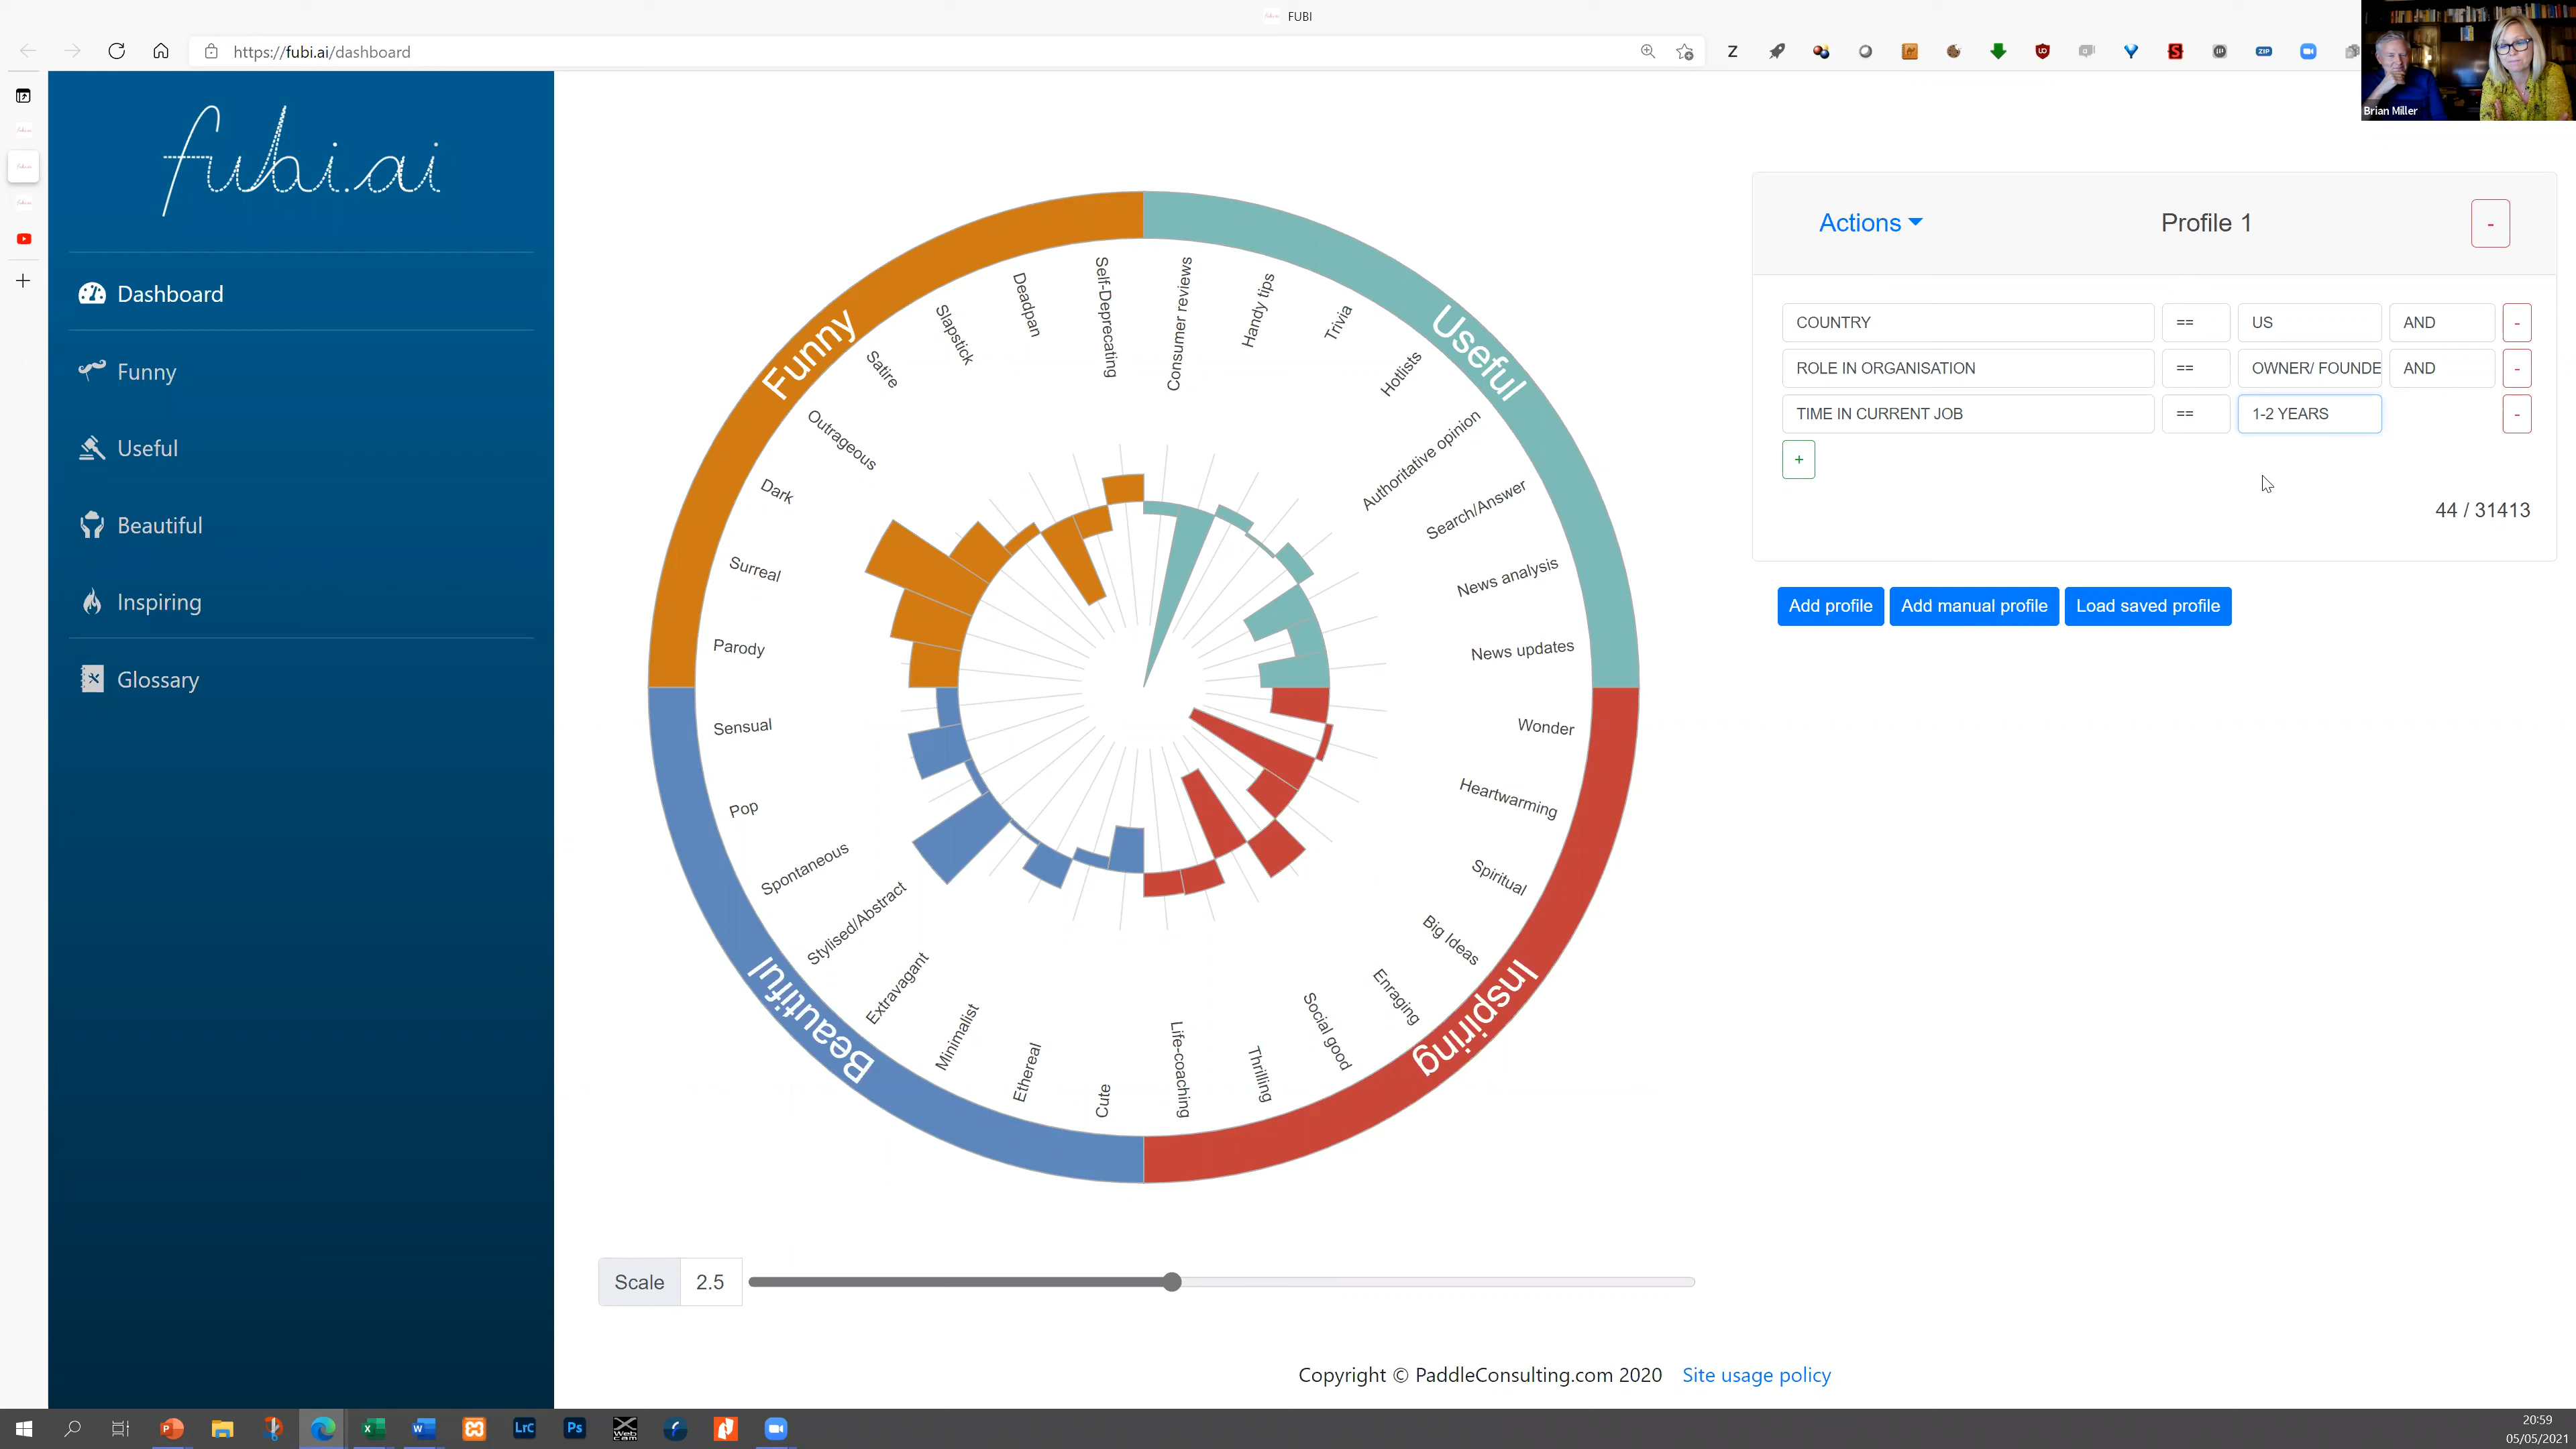 FUBI
https://fubi.ai/dashboard
Z
ZIP
Brian Miller
fubi.ai
Dashboard
Funny
Useful
Beautiful
Inspiring
Glossary
Funny
Useful
Inspiring
Beautiful
Self-Deprecating
Deadpan
Slapstick
Satire
Outrageous
Dark
Surreal
Parody
Consumer reviews
Handy tips
Trivia
Hotlists
Authoritative opinion
Search/Answer
News analysis
News updates
Wonder
Heartwarming
Spiritual
Big Ideas
Enraging
Social good
Thrilling
Life-coaching
Sensual
Pop
Spontaneous
Stylised/Abstract
Extravagant
Minimalist
Ethereal
Cute
Actions
Profile 1
-
COUNTRY == US AND -
ROLE IN ORGANISATION == OWNER/ FOUNDE AND -
TIME IN CURRENT JOB == 1-2 YEARS -
+
44 / 31413
Add profile
Add manual profile
Load saved profile
Scale 2.5
Copyright © PaddleConsulting.com 2020 Site usage policy
LrC
Ps
Web
cam
20:59
05/05/2021